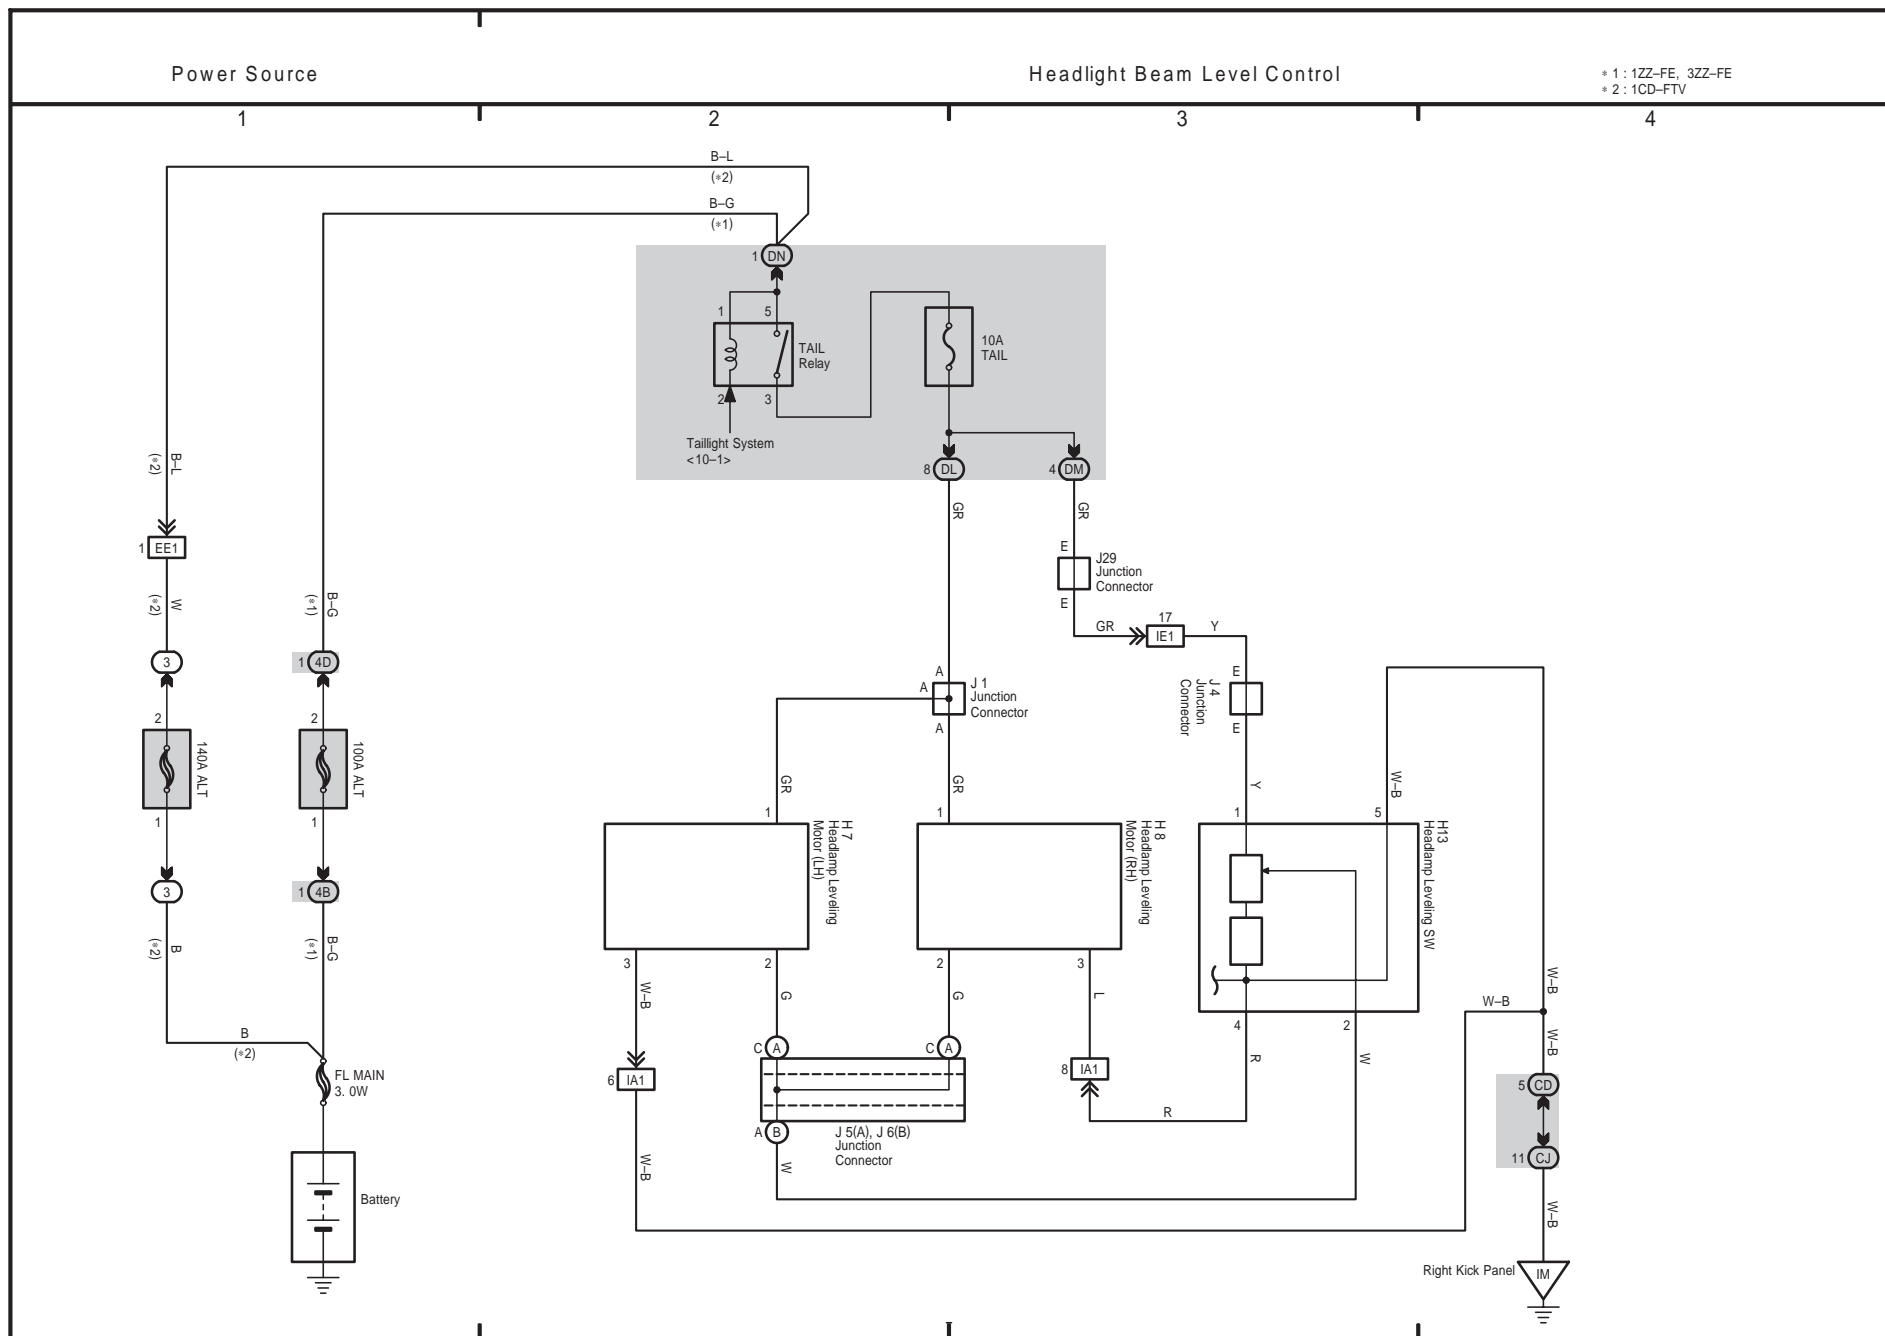 Power Source
Headlight Beam Level Control
∗ 1 : 1ZZ–FE, 3ZZ–FE
∗ 2 : 1CD–FTV
1
2
3
4
B–L
(∗2)
B–G
(∗1)
1
DN
1
5
TAIL
Relay
2
3
10A
TAIL
Taillight System
<10–1>
8
DL
4
DM
B–L
(∗2)
1
EE1
W
(∗2)
B–G
(∗1)
3
1
4D
2
2
140A ALT
100A ALT
1
1
3
1
4B
B
(∗2)
B–G
(∗1)
B
(∗2)
FL MAIN
3. 0W
Battery
GR
GR
E
J29
Junction
Connector
E
GR
17
IE1
Y
A
A
J 1
Junction
Connector
A
E
J 4
Junction
Connector
E
GR
GR
Y
W–B
1
H 7
Headlamp Leveling
Motor (LH)
1
H 8
Headlamp Leveling
Motor (RH)
1
5
H13
Headlamp Leveling SW
3
2
2
3
4
2
W–B
G
G
L
R
W
W–B
W–B
W–B
C
A
C
A
6
IA1
8
IA1
R
A
B
J 5(A), J 6(B)
Junction
Connector
W–B
W
5
CD
11
CJ
W–B
Right Kick Panel
IM